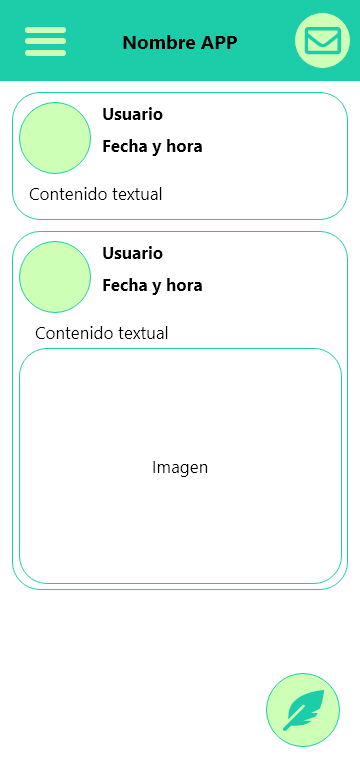 Nombre APP
Usuario
Fecha y hora
Contenido textual
Usuario
Fecha y hora
Contenido textual
Imagen